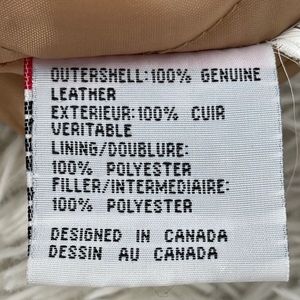 OUTERSHELL:100% GENUINE
LEATHER
EXTERIEUR:100% CUIR
VERITABLE
LINING/DOUBLURE:
100% POLYESTER
FILLER/INTERMEDIAIRE:
100% POLYESTER
DESIGNED IN CANADA
DESSIN AU CANADA